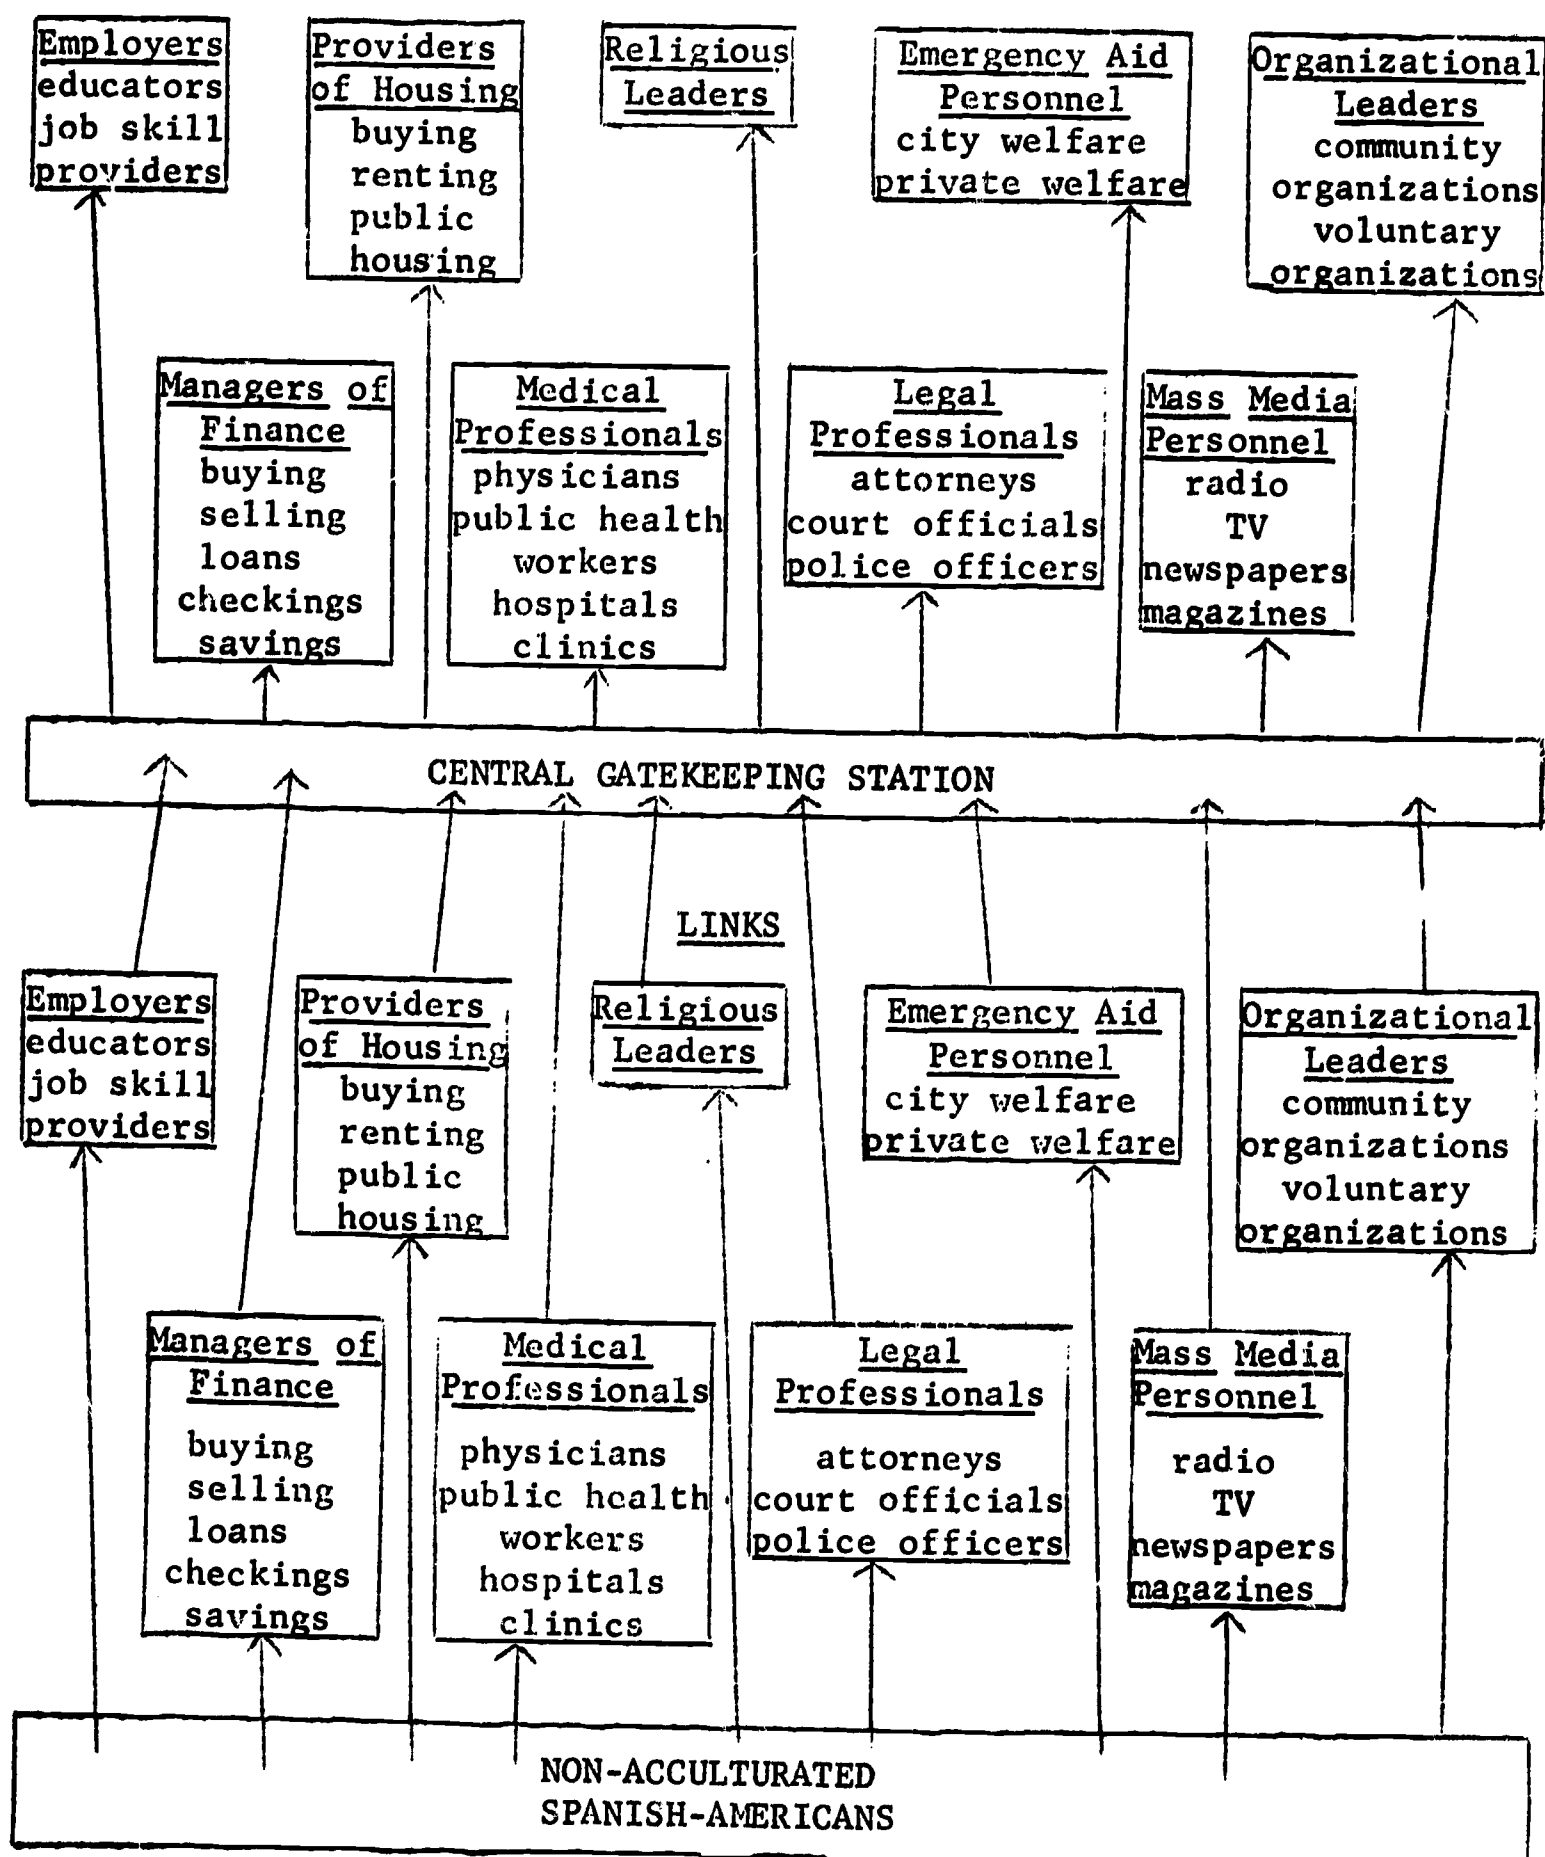 Employers
educators
job skill
providers
Providers
of Housing
buying
renting
public
housing
Religious
Leaders
Emergency Aid
Personnel
city welfare
private welfare
Organizational
Leaders
community
organizations
voluntary
organizations
Managers of
Finance
buying
selling
loans
checkings
savings
Medical
Professionals
physicians
public health
workers
hospitals
clinics
Legal
Professionals
attorneys
court officials
police officers
Mass Media
Personnel
radio
TV
newspapers
magazines
CENTRAL GATEKEEPING STATION
LINKS
Employers
educators
job skill
providers
Providers
of Housing
buying
renting
public
housing
Religious
Leaders
Emergency Aid
Personnel
city welfare
private welfare
Organizational
Leaders
community
organizations
voluntary
organizations
Managers of
Finance
buying
selling
loans
checkings
savings
Medical
Professionals
physicians
public health
workers
hospitals
clinics
Legal
Professionals
attorneys
court officials
police officers
Mass Media
Personnel
radio
TV
newspapers
magazines
NON-ACCULTURATED
SPANISH-AMERICANS